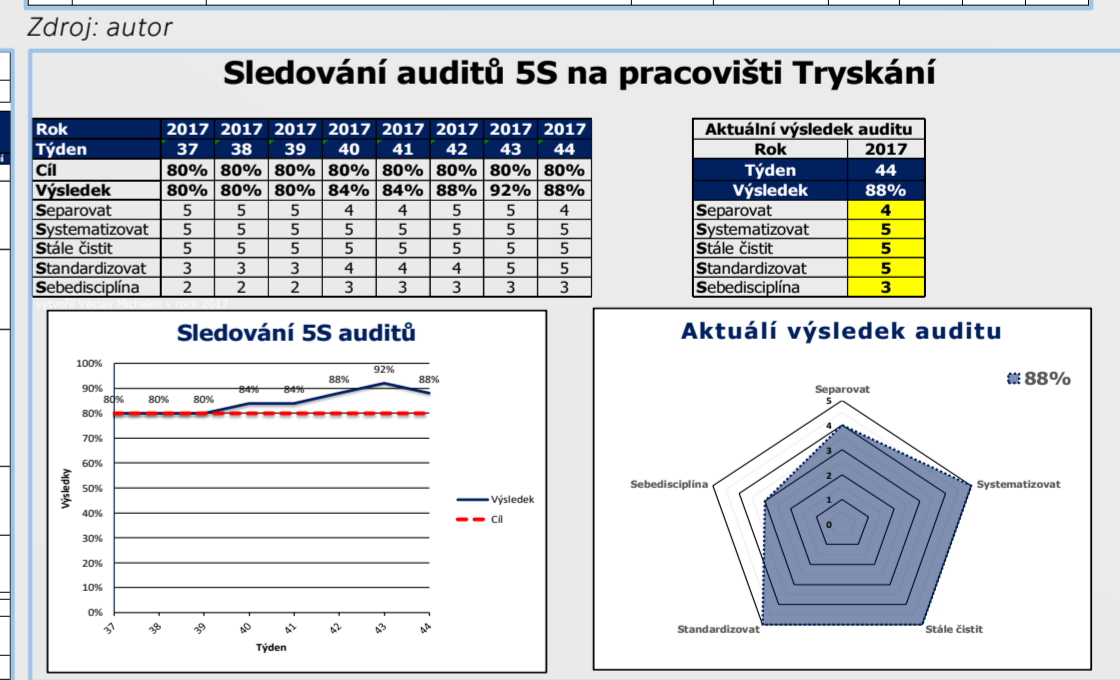 Zdroj: autor
Sledování auditů 5S na pracovišti Tryskání
Rok 2017 2017 2017 2017 2017 2017 2017 2017
Týden 37 38 39 40 41 42 43 44
Cíl 80% 80% 80% 80% 80% 80% 80% 80%
Výsledek 80% 80% 80% 84% 84% 88% 92% 88%
Separovat 5 5 5 4 4 5 5 4
Systematizovat 5 5 5 5 5 5 5 5
Stále čistit 5 5 5 5 5 5 5 5
Standardizovat 3 3 3 4 4 4 5 5
Sebedisciplína 2 2 2 3 3 3 3 3
Vytvořil Václav Michalec v roce 2017
Aktuální výsledek auditu
Rok 2017
Týden 44
Výsledek 88%
Separovat 4
Systematizovat 5
Stále čistit 5
Standardizovat 5
Sebedisciplína 3
Sledování 5S auditů
100%
90%
80%
70%
60%
50%
40%
30%
20%
10%
0%
80% 80% 80% 84% 84% 88% 92% 88%
Výsledky
37 38 39 40 41 42 43 44
Týden
Výsledek
Cíl
Aktuálí výsledek auditu
88%
Separovat
5
4
3
2
1
0
Sebedisciplína
Systematizovat
Standardizovat
Stále čistit